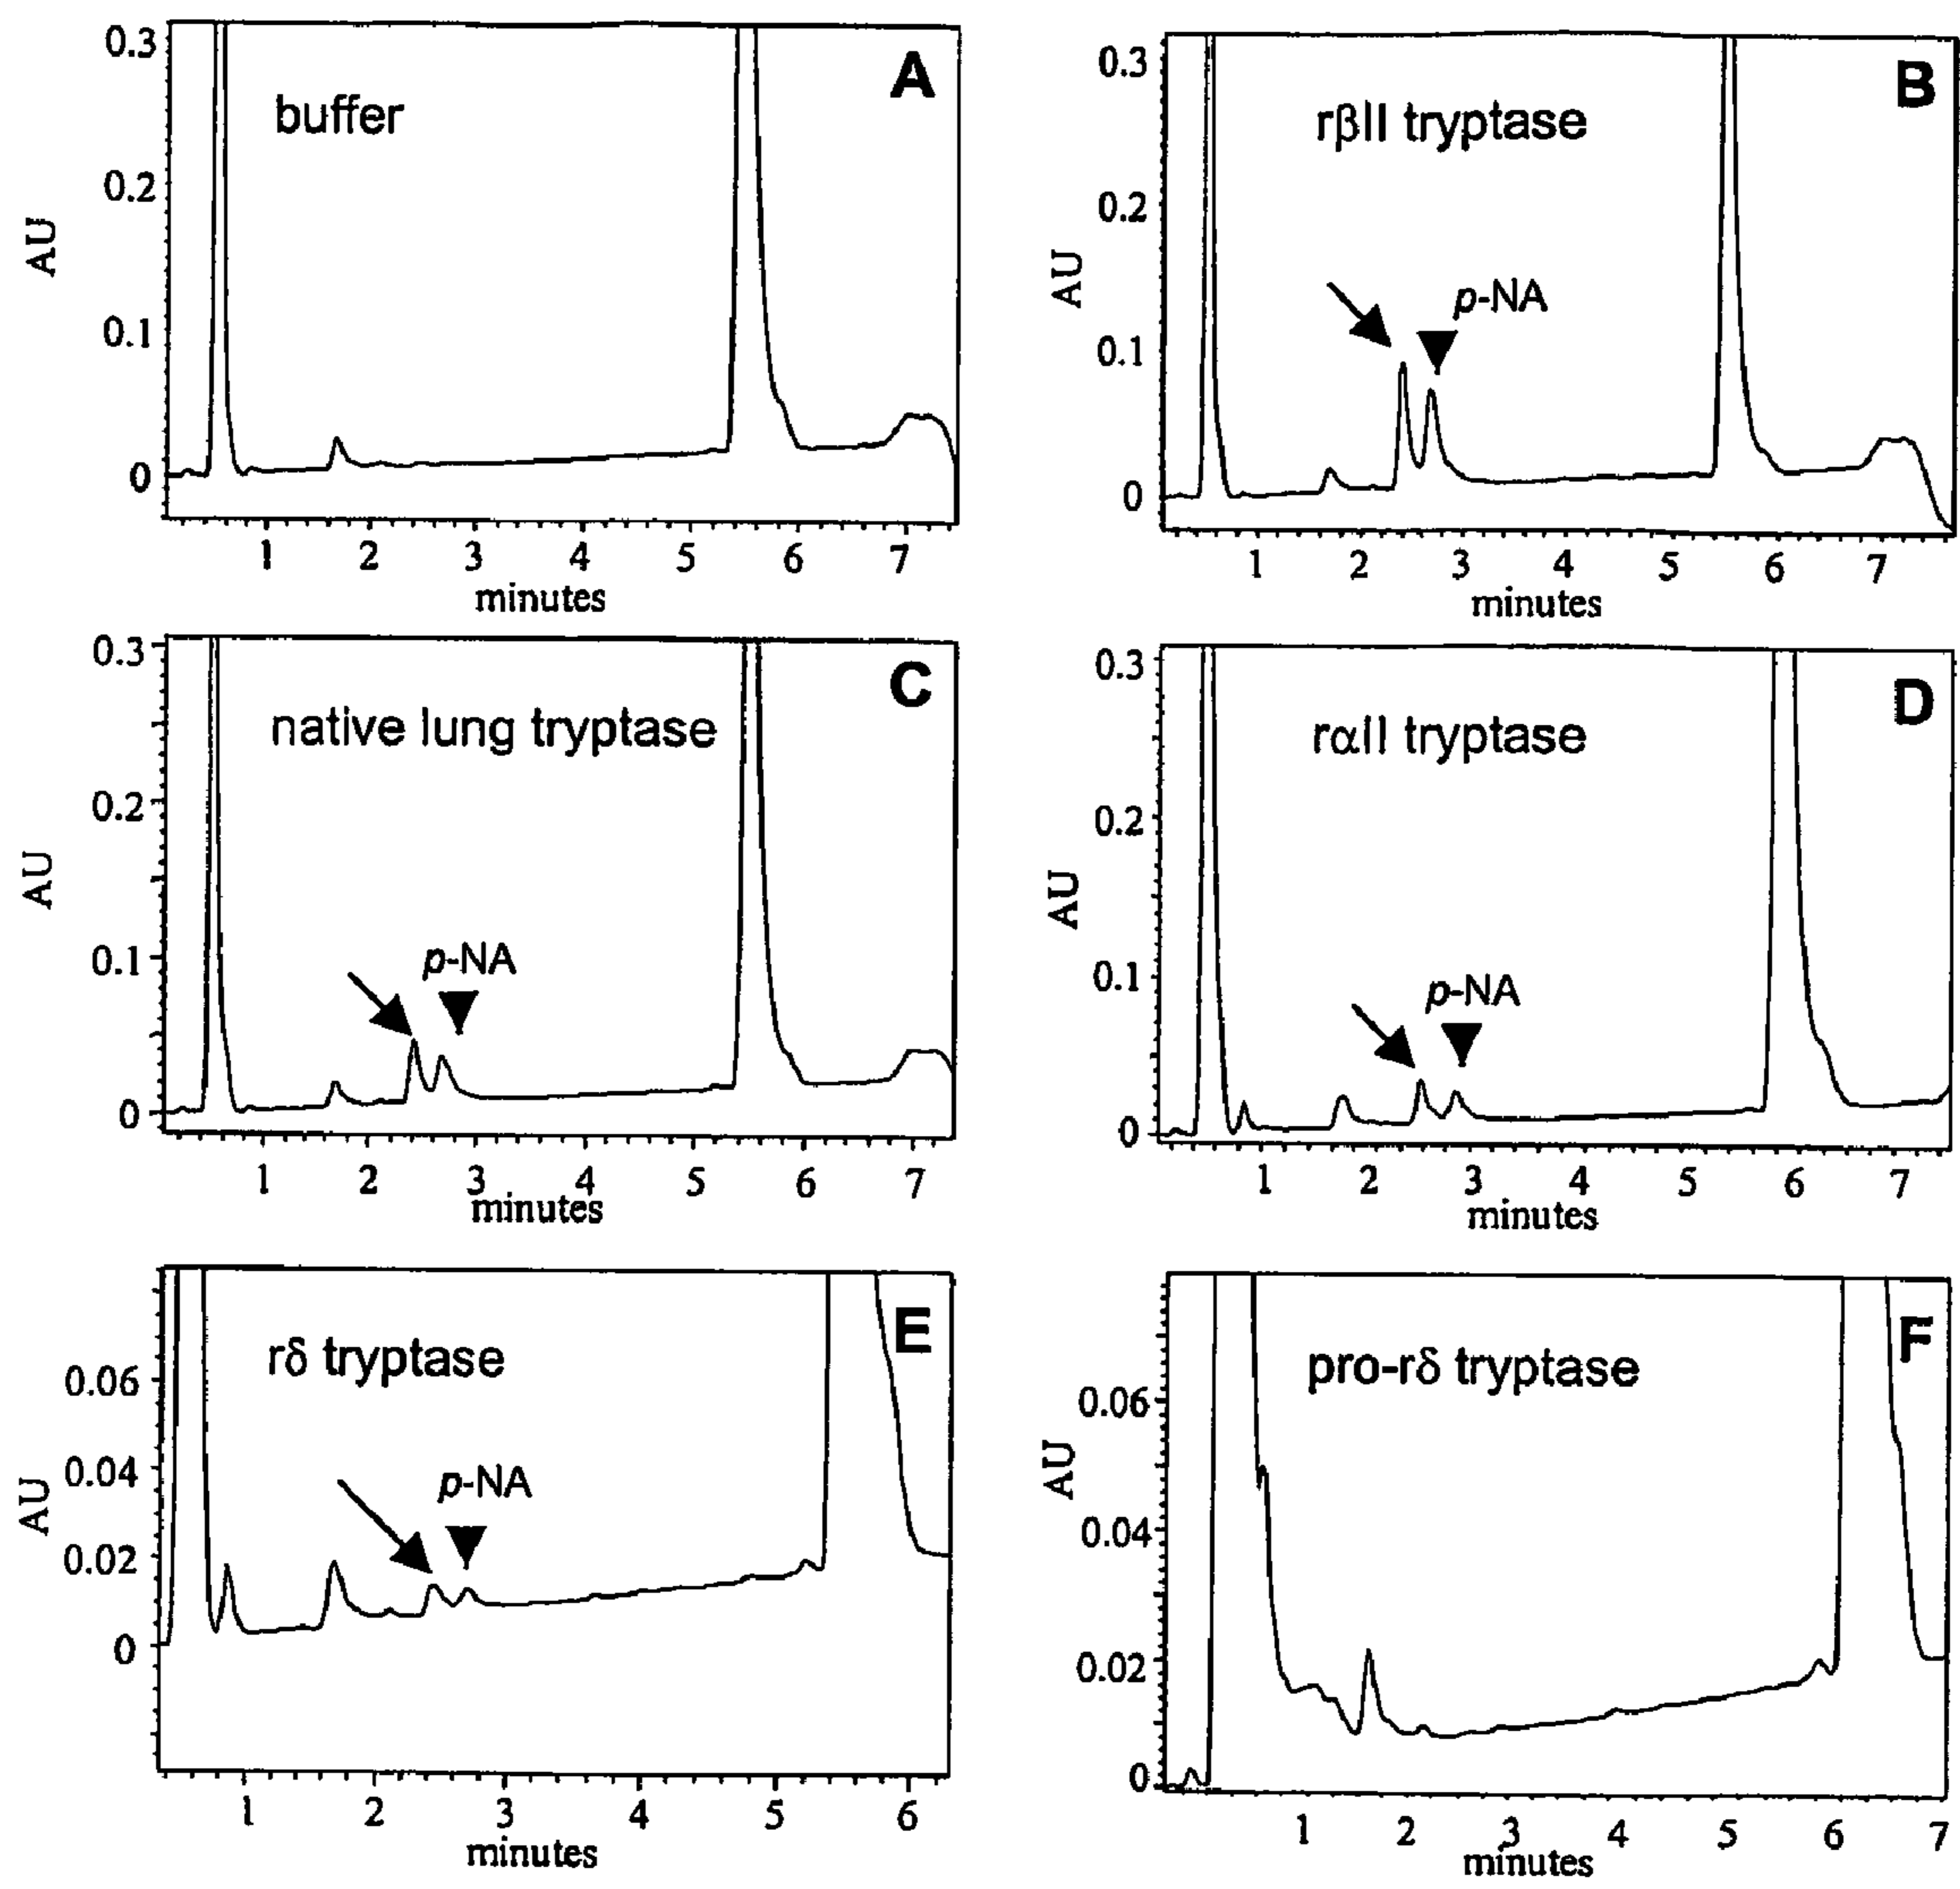 A
buffer
0.3
0.2
0.1
0
AU
1 2 3 4 5 6 7
minutes
B
rβII tryptase
p-NA
0.3
0.2
0.1
0
AU
1 2 3 4 5 6 7
minutes
C
native lung tryptase
p-NA
0.3
0.2
0.1
0
AU
1 2 3 4 5 6 7
minutes
D
rαII tryptase
p-NA
0.3
0.2
0.1
0
AU
1 2 3 4 5 6 7
minutes
E
rδ tryptase
p-NA
0.06
0.04
0.02
0
AU
1 2 3 4 5 6
minutes
F
pro-rδ tryptase
0.06
0.04
0.02
0
AU
1 2 3 4 5 6 7
minutes